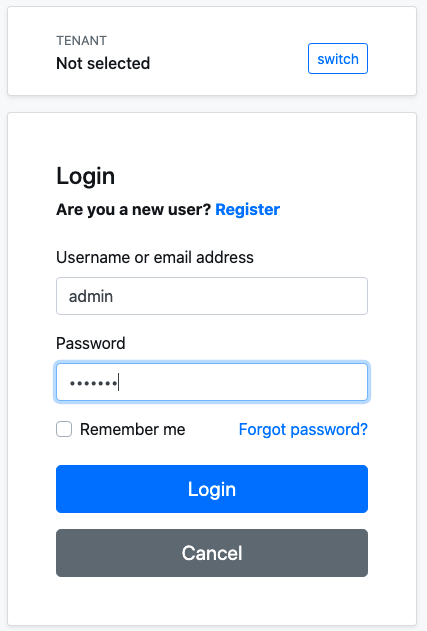 TENANT
Not selected
switch
Login
Are you a new user? Register
Username or email address
admin
Password
•••••••
Remember me
Forgot password?
Login
Cancel